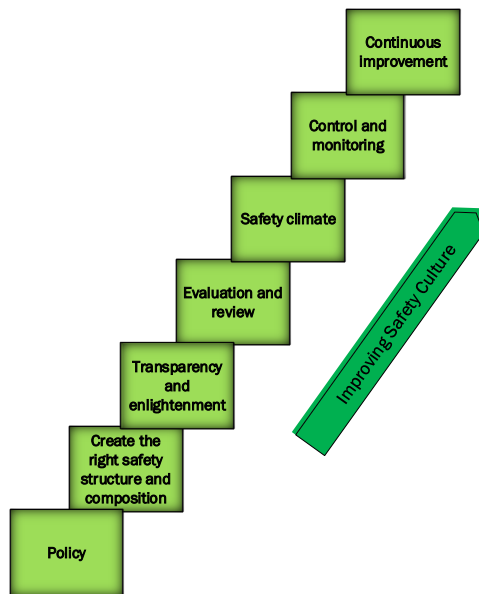 Continuous
improvement
Control and
monitoring
Safety climate
Evaluation and
review
Transparency
and
enlightenment
Create the
right safety
structure and
composition
Policy
Improving Safety Culture